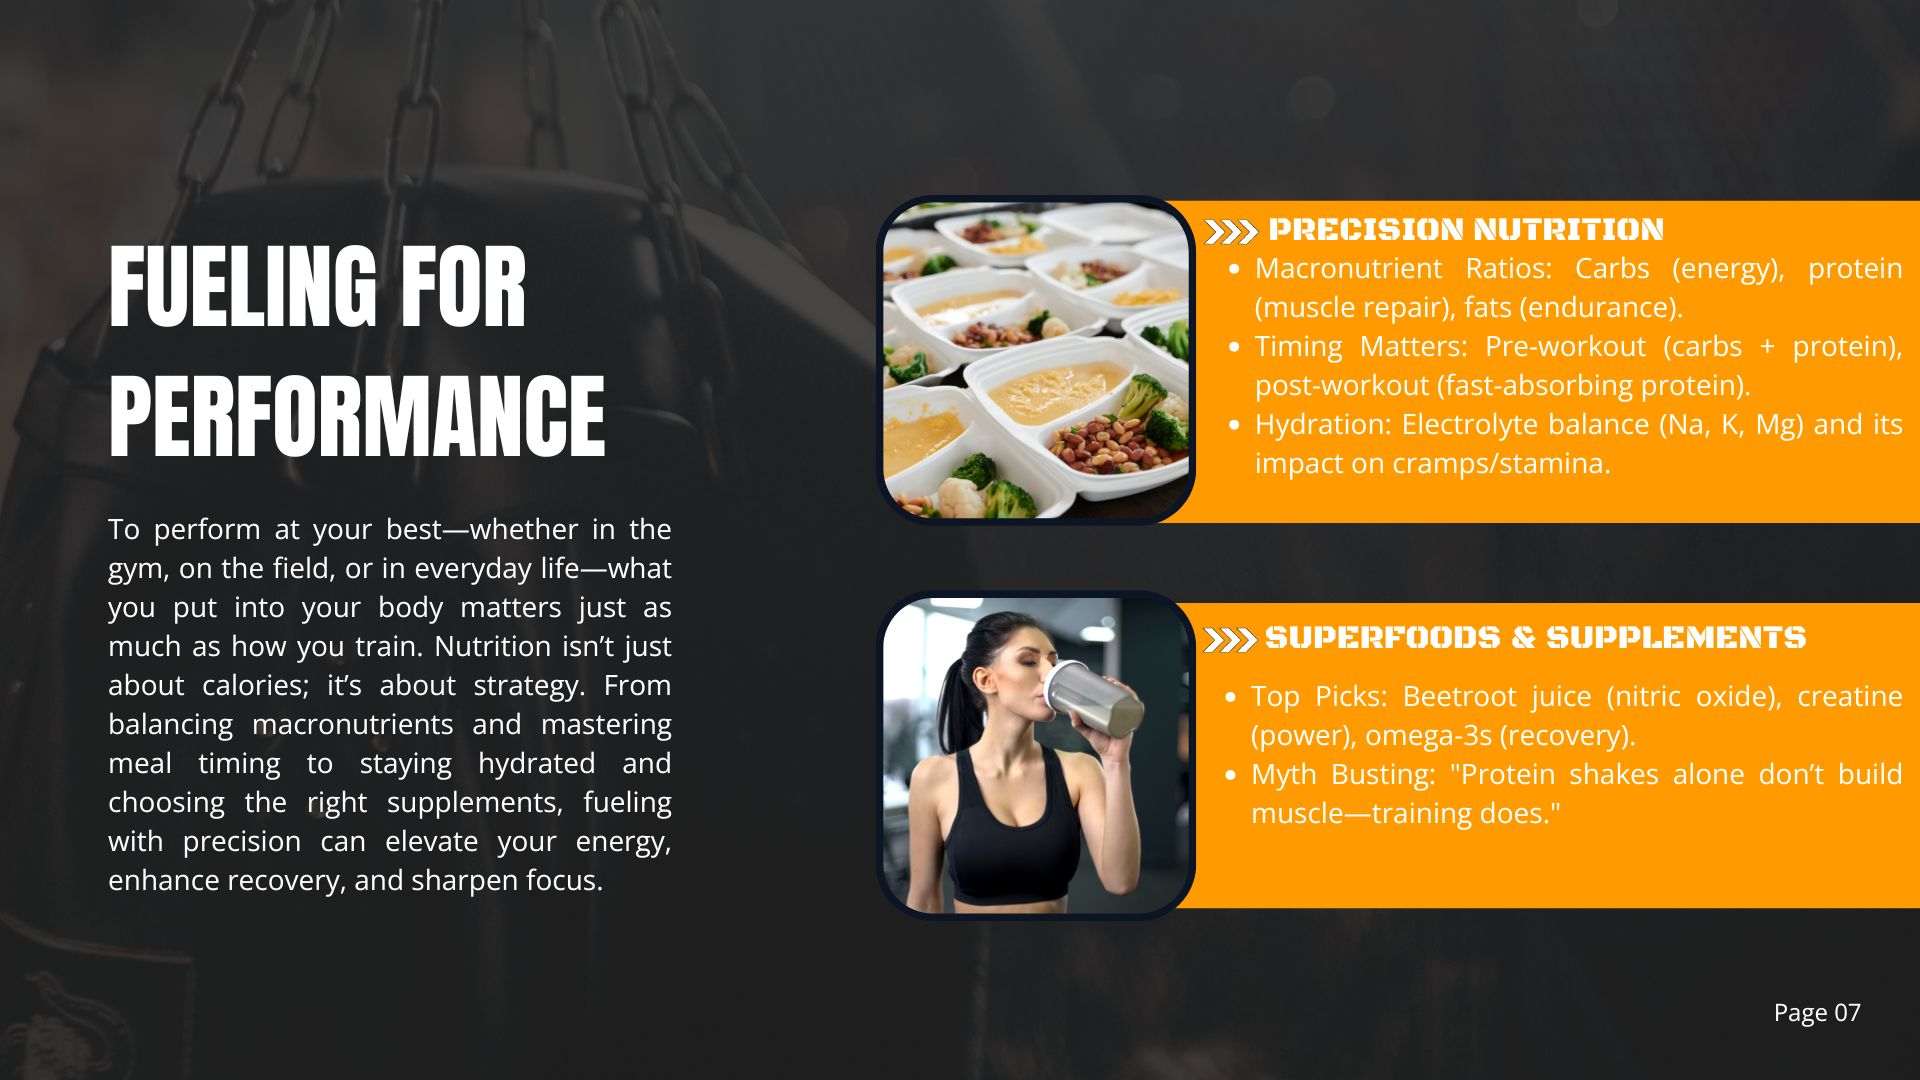 FUELING FOR
PERFORMANCE
To perform at your best—whether in the
gym, on the field, or in everyday life—what
you put into your body matters just as
much as how you train. Nutrition isn’t just
about calories; it’s about strategy. From
balancing macronutrients and mastering
meal timing to staying hydrated and
choosing the right supplements, fueling
with precision can elevate your energy,
enhance recovery, and sharpen focus.
PRECISION NUTRITION
• Macronutrient Ratios: Carbs (energy), protein
(muscle repair), fats (endurance).
• Timing Matters: Pre-workout (carbs + protein),
post-workout (fast-absorbing protein).
• Hydration: Electrolyte balance (Na, K, Mg) and its
impact on cramps/stamina.
SUPERFOODS & SUPPLEMENTS
• Top Picks: Beetroot juice (nitric oxide), creatine
(power), omega-3s (recovery).
• Myth Busting: "Protein shakes alone don’t build
muscle—training does."
Page 07